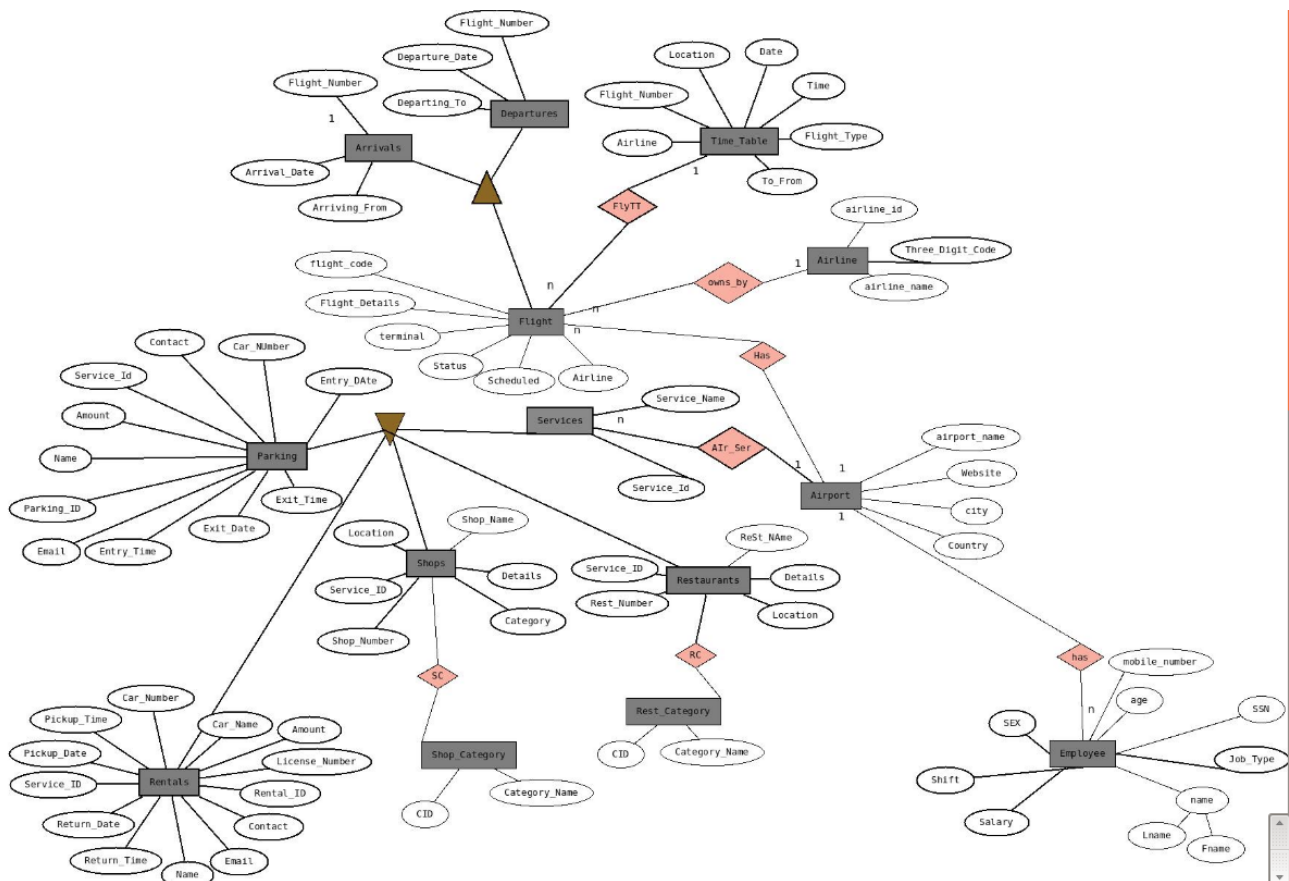 Flight_Number
Departure_Date
Departing_To
Departures
Flight_Number
1
Arrivals
Arrival_Date
Arriving_From
Location
Date
Flight_Number
Time
Airline
Time_Table
Flight_Type
To_From
1
FlyTT
n
airline_id
Airline
Three_Digit_Code
airline_name
1
owns_by
n
flight_code
Flight_Details
terminal
Flight
Status
Scheduled
Airline
n
Has
Contact
Car_NUmber
Service_Id
Entry_DAte
Amount
Name
Parking
Parking_ID
Exit_Time
Exit_Date
Email
Entry_Time
Services
Service_Name
n
AIr_Ser
Service_Id
1
1
airport_name
Website
Airport
city
1
Country
Shop_Name
Location
Shops
Details
Service_ID
Category
Shop_Number
ReSt_NAme
Service_ID
Restaurants
Details
Rest_Number
Location
SC
RC
Shop_Category
Category_Name
CID
Rest_Category
CID
Category_Name
Car_Number
Pickup_Time
Car_Name
Amount
Pickup_Date
License_Number
Rentals
Service_ID
Rental_ID
Return_Date
Contact
Return_Time
Email
Name
has
mobile_number
n
age
SSN
SEX
Employee
Job_Type
Shift
Salary
name
Lname
Fname